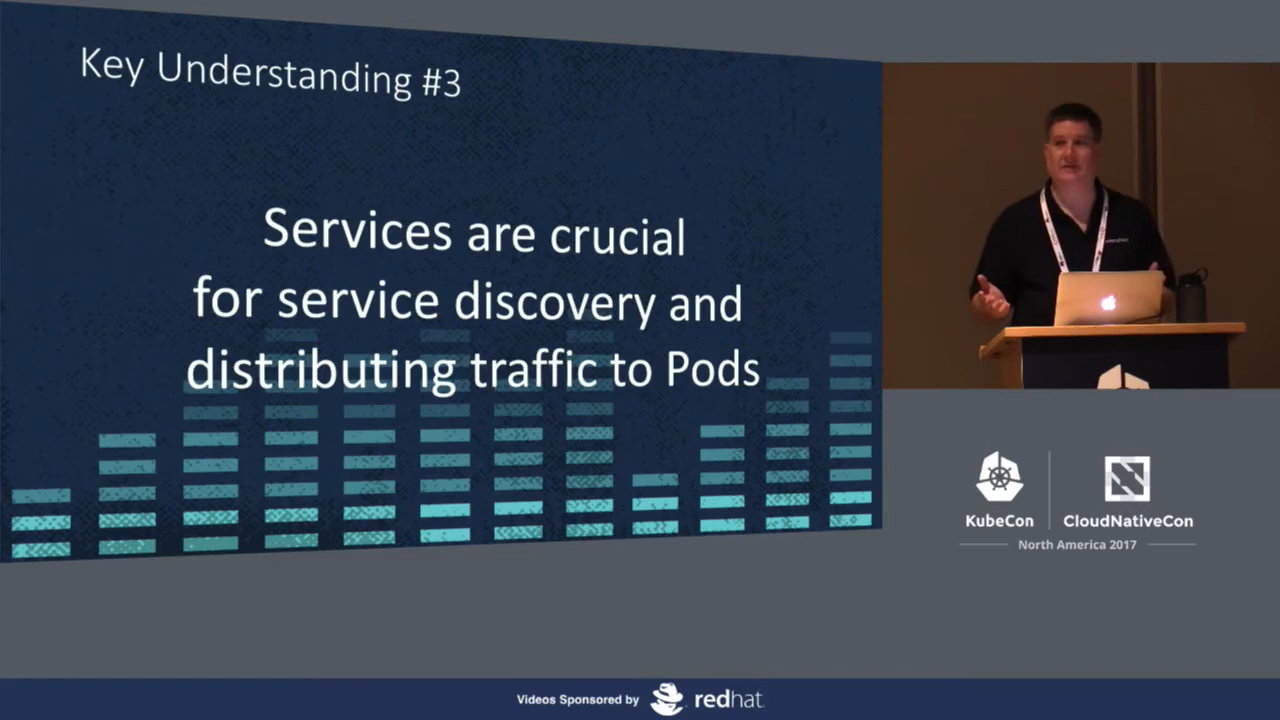 Key Understanding #3
Services are crucial
for service discovery and
distributing traffic to Pods
KubeCon
CloudNativeCon
North America 2017
Videos Sponsored by
redhat.